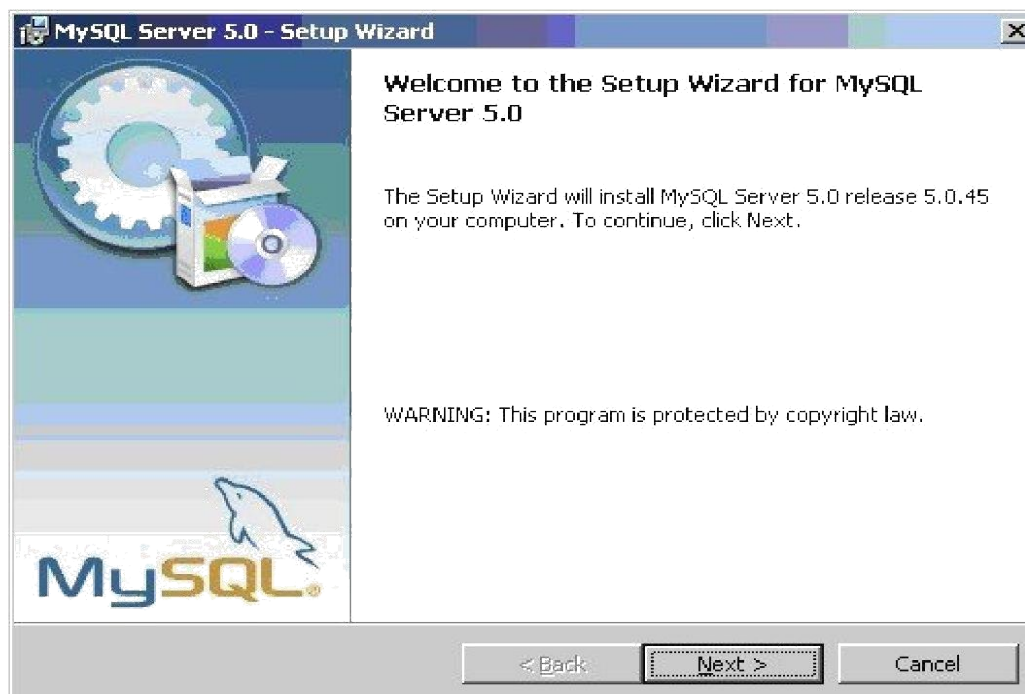 MySQL Server 5.0 - Setup Wizard
Welcome to the Setup Wizard for MySQL
Server 5.0
The Setup Wizard will install MySQL Server 5.0 release 5.0.45
on your computer. To continue, click Next.
WARNING: This program is protected by copyright law.
MySQL®
< Back
Next >
Cancel